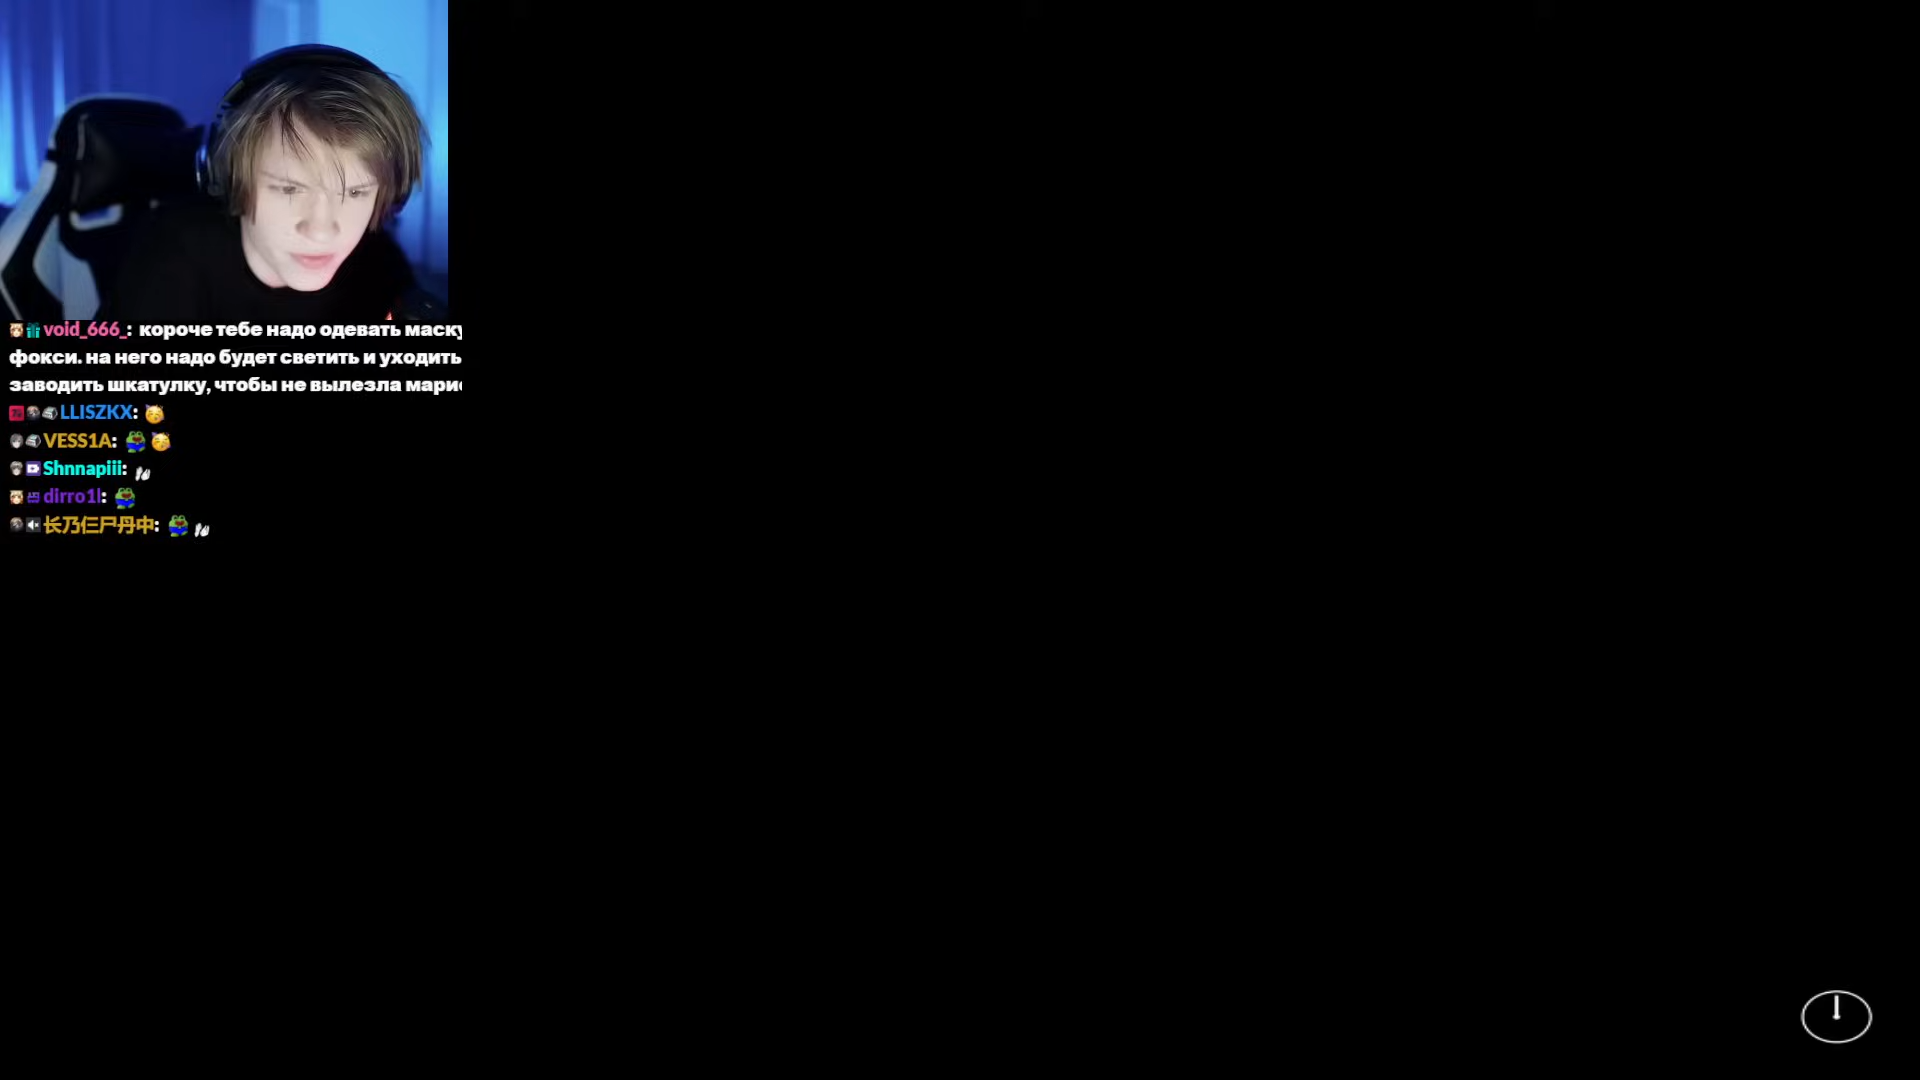 void_666_: короче тебе надо одевать маску
фокси. на него надо будет светить и уходить
заводить шкатулку, чтобы не вылезла мари
LLISZKX:
VESS1A:
Shnnapiii:
dirro1l:
长乃仨尸丹中: